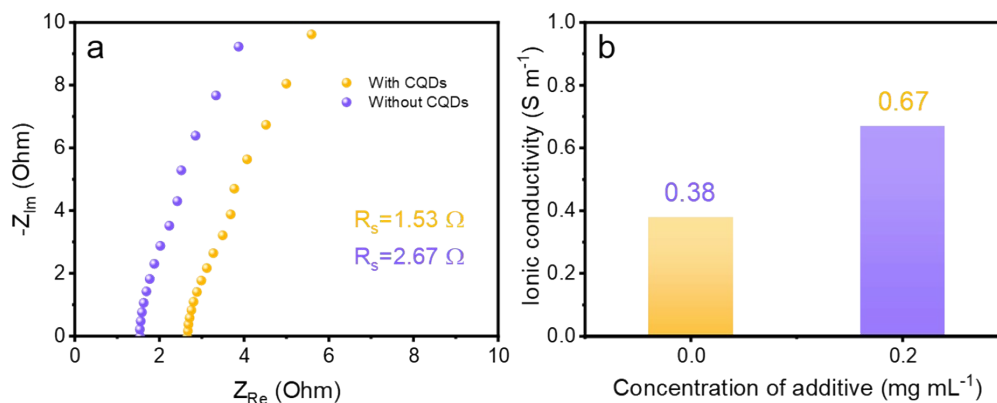 a
10
8
6
4
2
0
-Z_Im (Ohm)
With CQDs
Without CQDs
R_s=1.53 Ω
R_s=2.67 Ω
0 2 4 6 8 10
Z_Re (Ohm)
b
1.0
0.8
0.6
0.4
0.2
0.0
Ionic conductivity (S m⁻¹)
0.38
0.67
0.0 0.2
Concentration of additive (mg mL⁻¹)